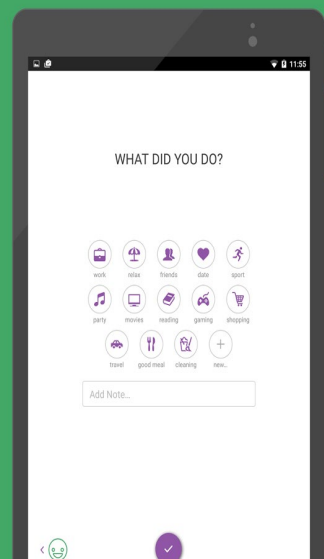 11:55
WHAT DID YOU DO?
work relax friends date sport
party movies reading gaming shopping
travel good meal cleaning new...
Add Note...